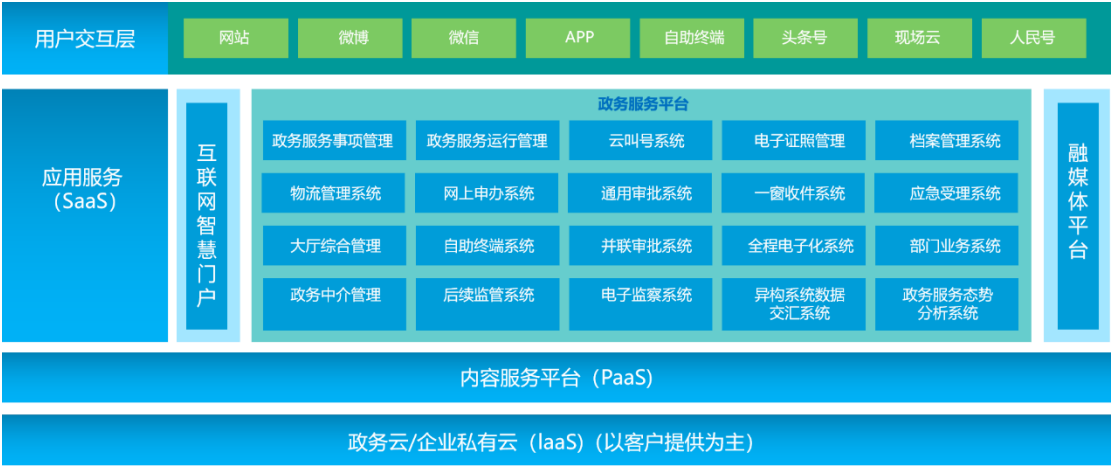 用户交互层
网站
微博
微信
APP
自助终端
头条号
现场云
人民号
应用服务
（SaaS）
互联网智慧门户
政务服务平台
政务服务事项管理
政务服务运行管理
云叫号系统
电子证照管理
档案管理系统
物流管理系统
网上申办系统
通用审批系统
一窗收件系统
应急受理系统
大厅综合管理
自助终端系统
并联审批系统
全程电子化系统
部门业务系统
政务中介管理
后续监管系统
电子监察系统
异构系统数据
交汇系统
政务服务态势
分析系统
融媒体平台
内容服务平台（PaaS)
政务云/企业私有云（IaaS)（以客户提供为主）